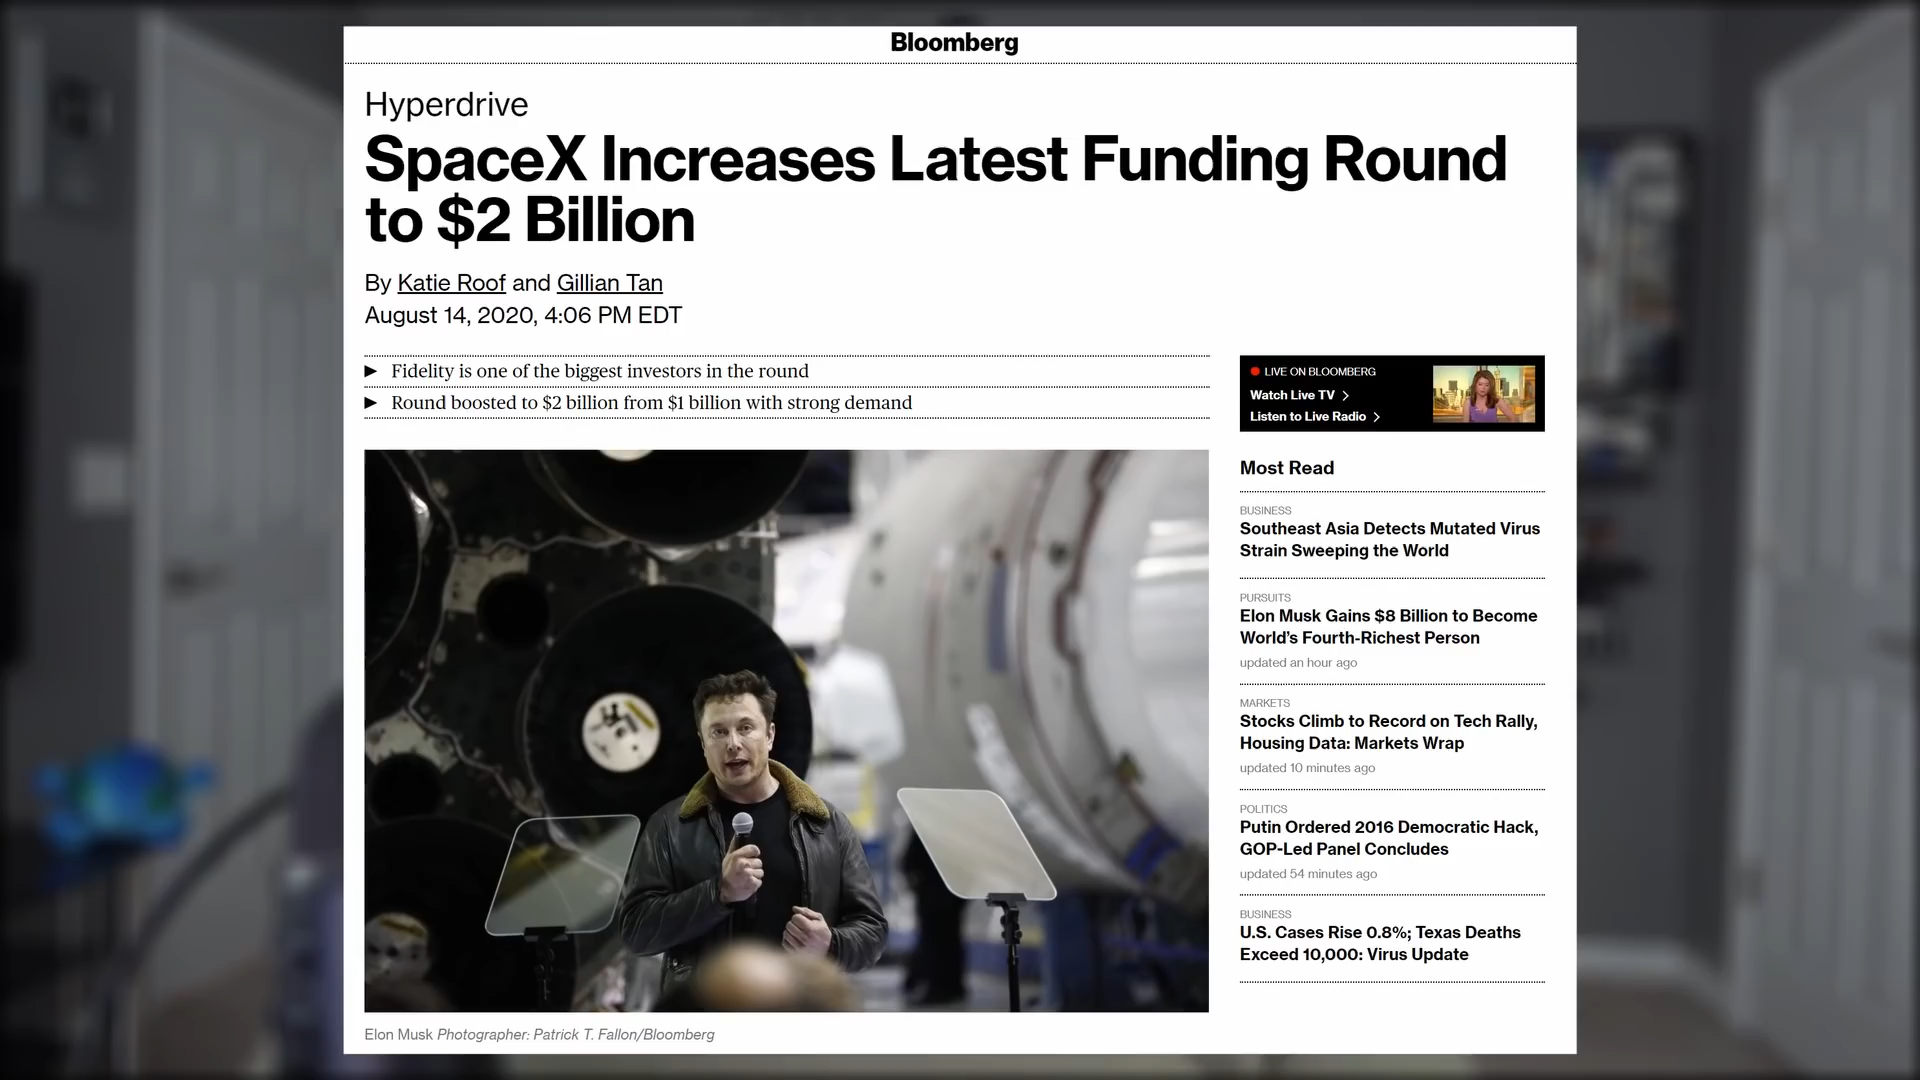 Bloomberg
Hyperdrive
SpaceX Increases Latest Funding Round
to $2 Billion
By Katie Roof and Gillian Tan
August 14, 2020, 4:06 PM EDT
▶ Fidelity is one of the biggest investors in the round
▶ Round boosted to $2 billion from $1 billion with strong demand
Elon Musk Photographer: Patrick T. Fallon/Bloomberg
LIVE ON BLOOMBERG
Watch Live TV >
Listen to Live Radio >
Most Read
BUSINESS
Southeast Asia Detects Mutated Virus
Strain Sweeping the World
PURSUITS
Elon Musk Gains $8 Billion to Become
World’s Fourth-Richest Person
updated an hour ago
MARKETS
Stocks Climb to Record on Tech Rally,
Housing Data: Markets Wrap
updated 10 minutes ago
POLITICS
Putin Ordered 2016 Democratic Hack,
GOP-Led Panel Concludes
updated 54 minutes ago
BUSINESS
U.S. Cases Rise 0.8%; Texas Deaths
Exceed 10,000: Virus Update